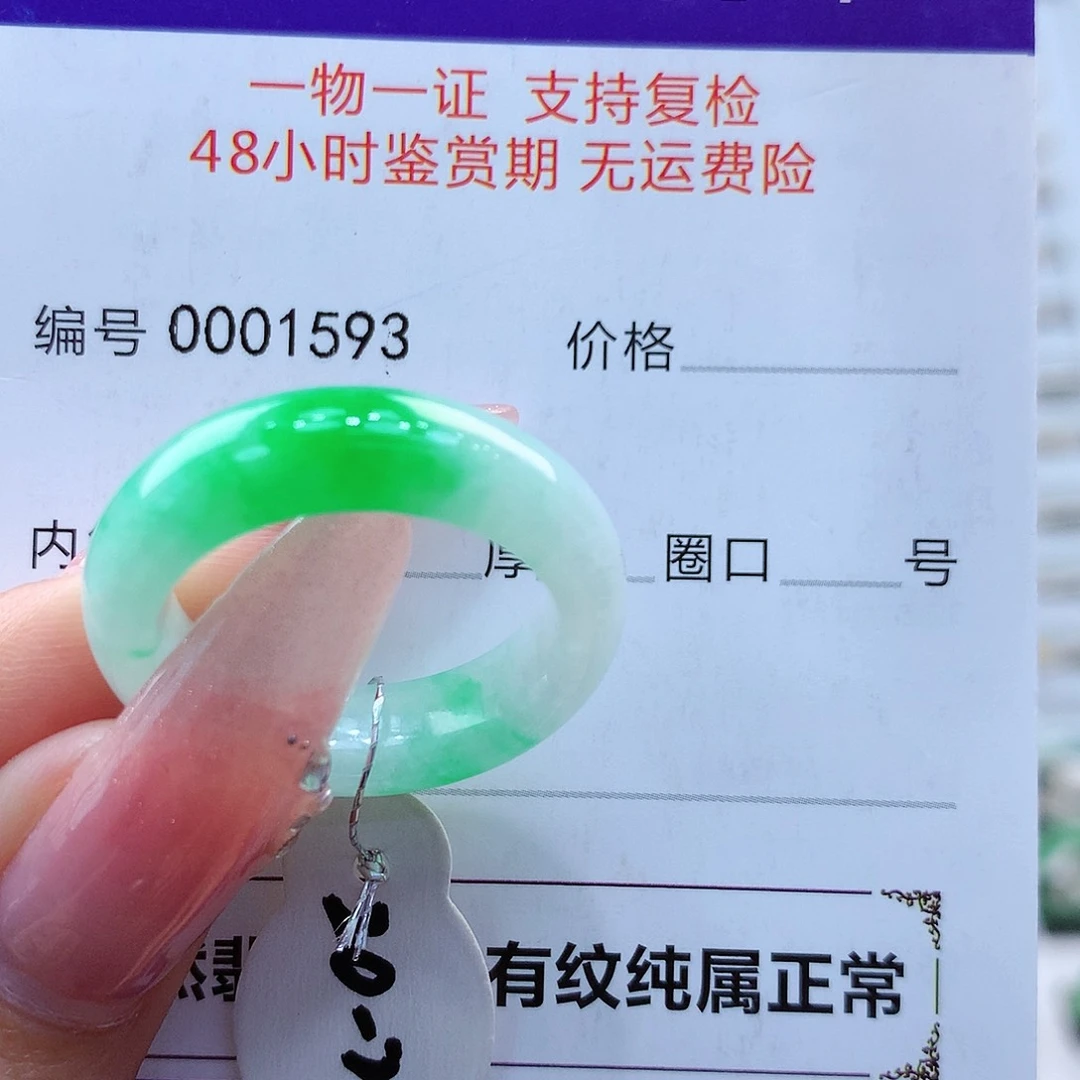 一物一证 支持复检
48小时鉴赏期 无运费险
编号 0001593 价格
内 厚 圈口 号
翡 有纹纯属正常